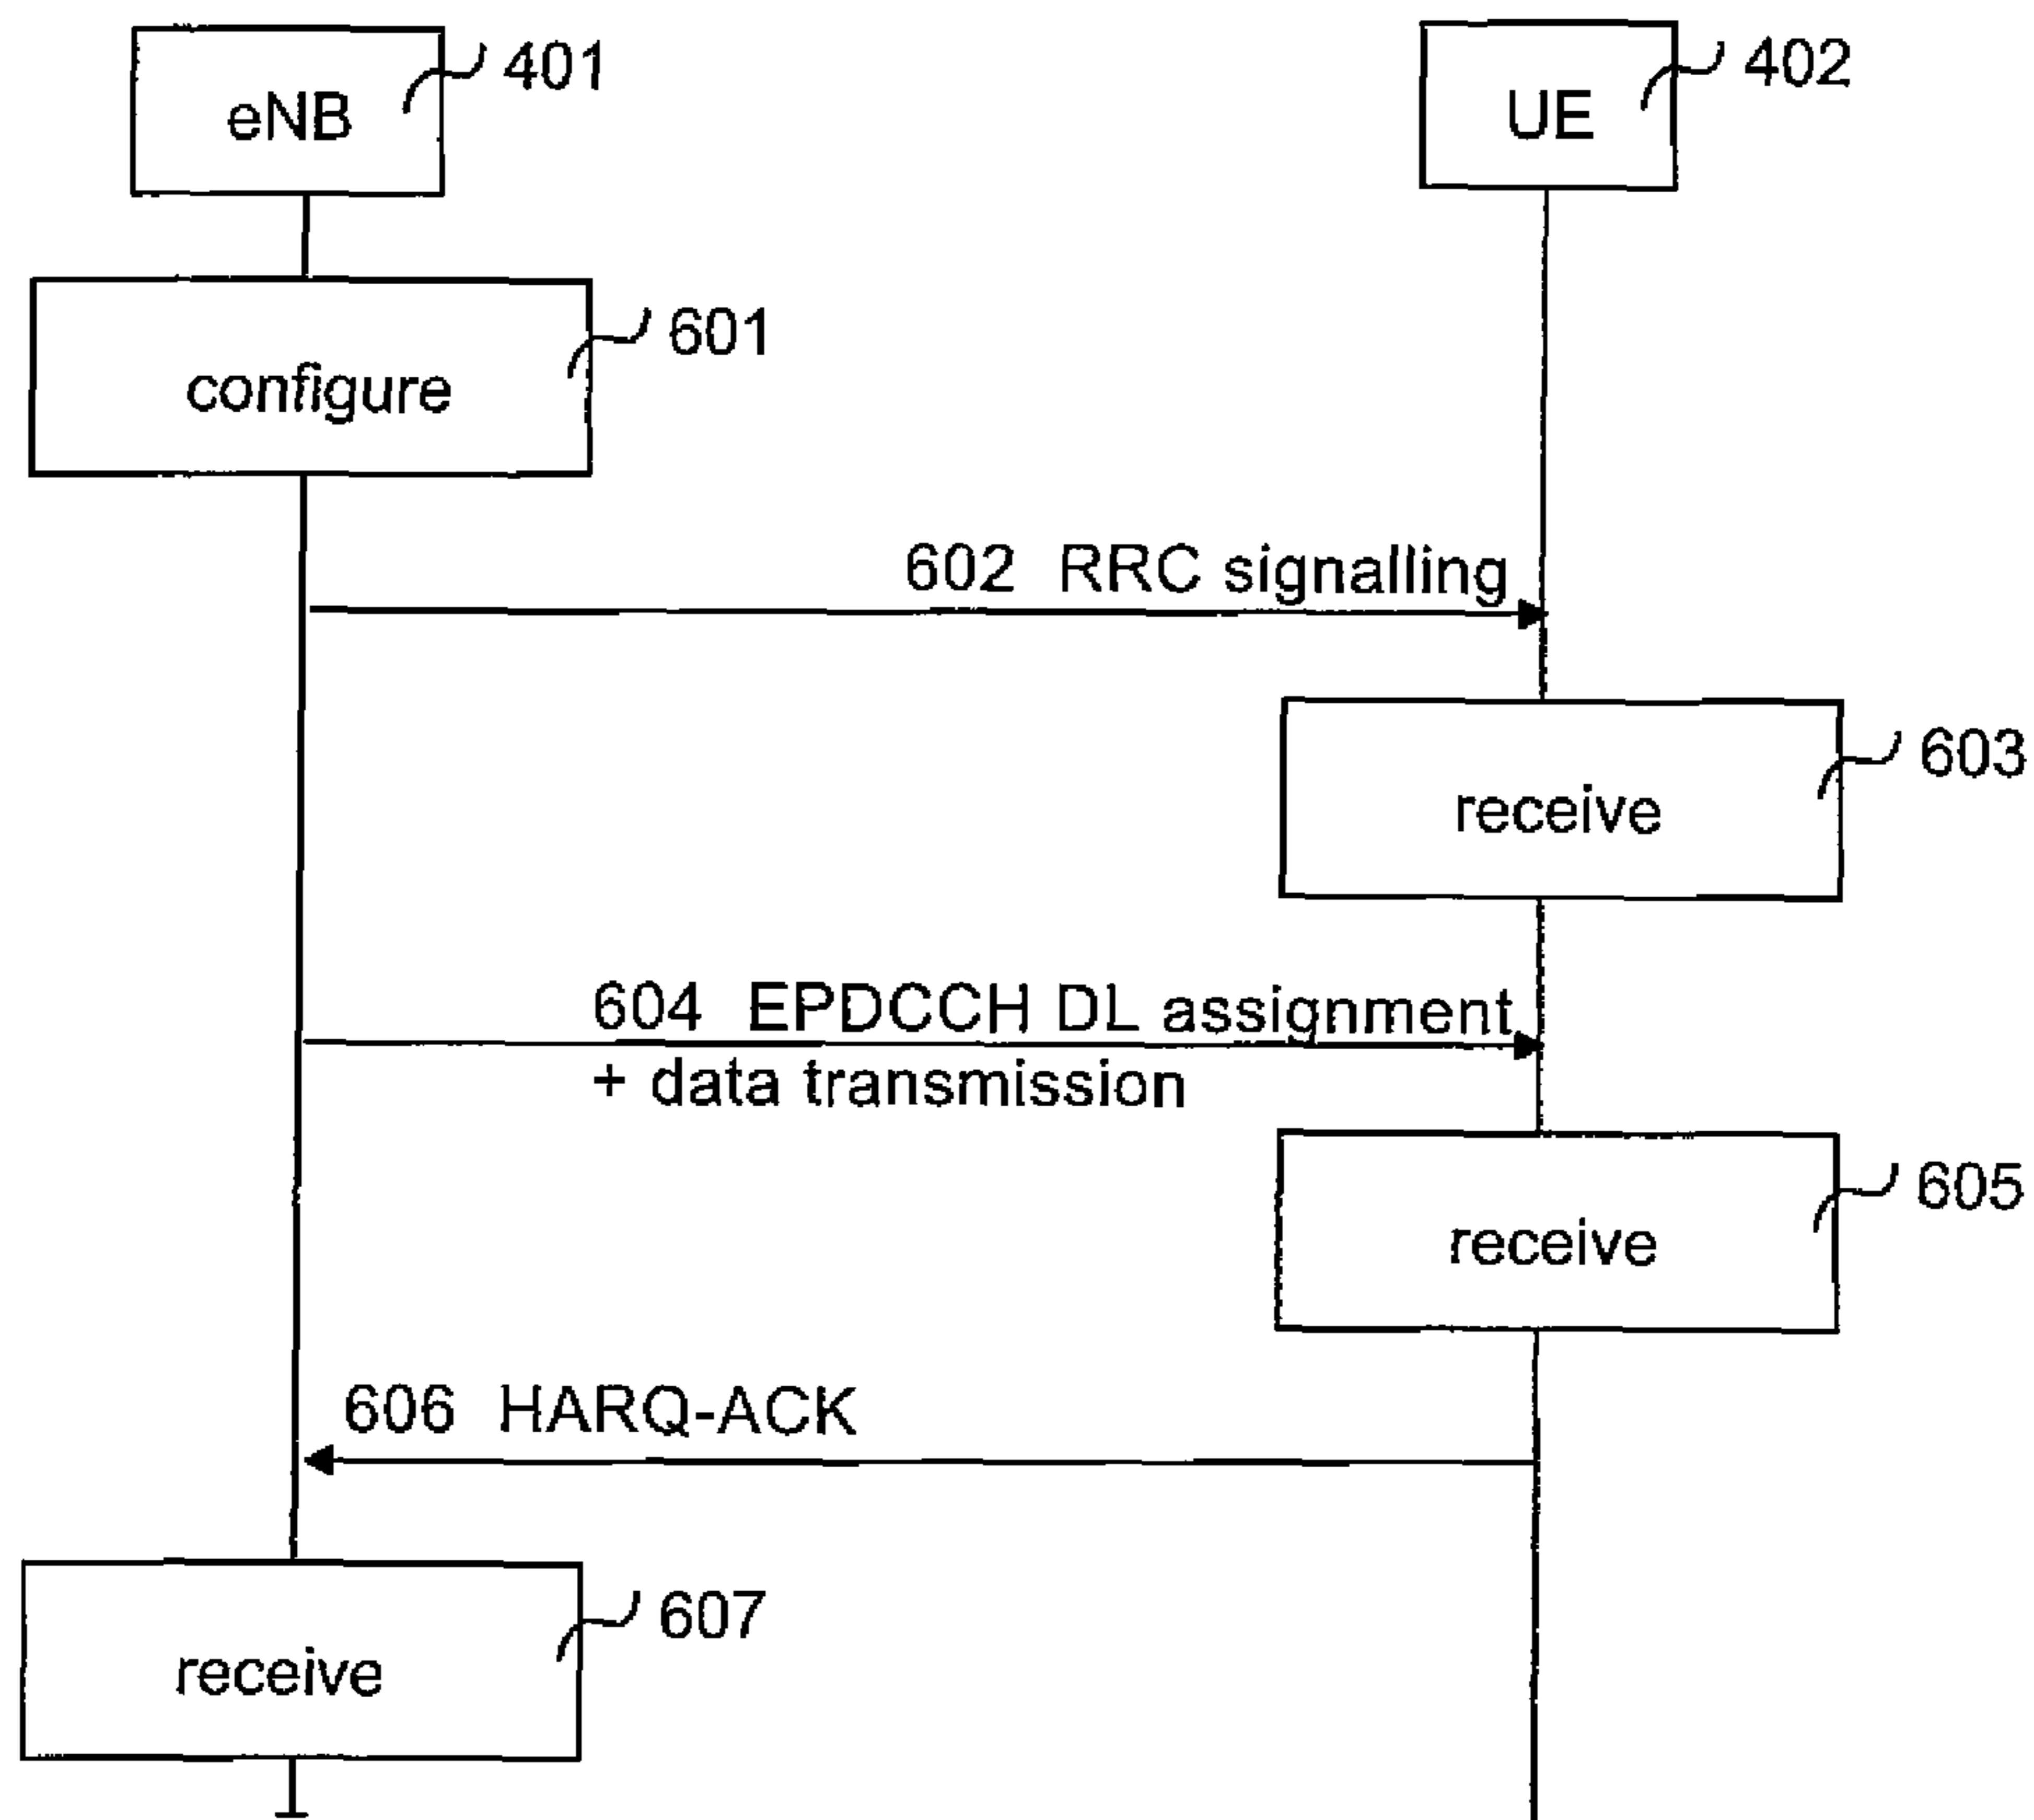 eNB
401
UE
402
configure
601
602 RRC signalling
receive
603
604 EPDCCH DL assignment
+ data transmission
receive
605
606 HARQ-ACK
receive
607